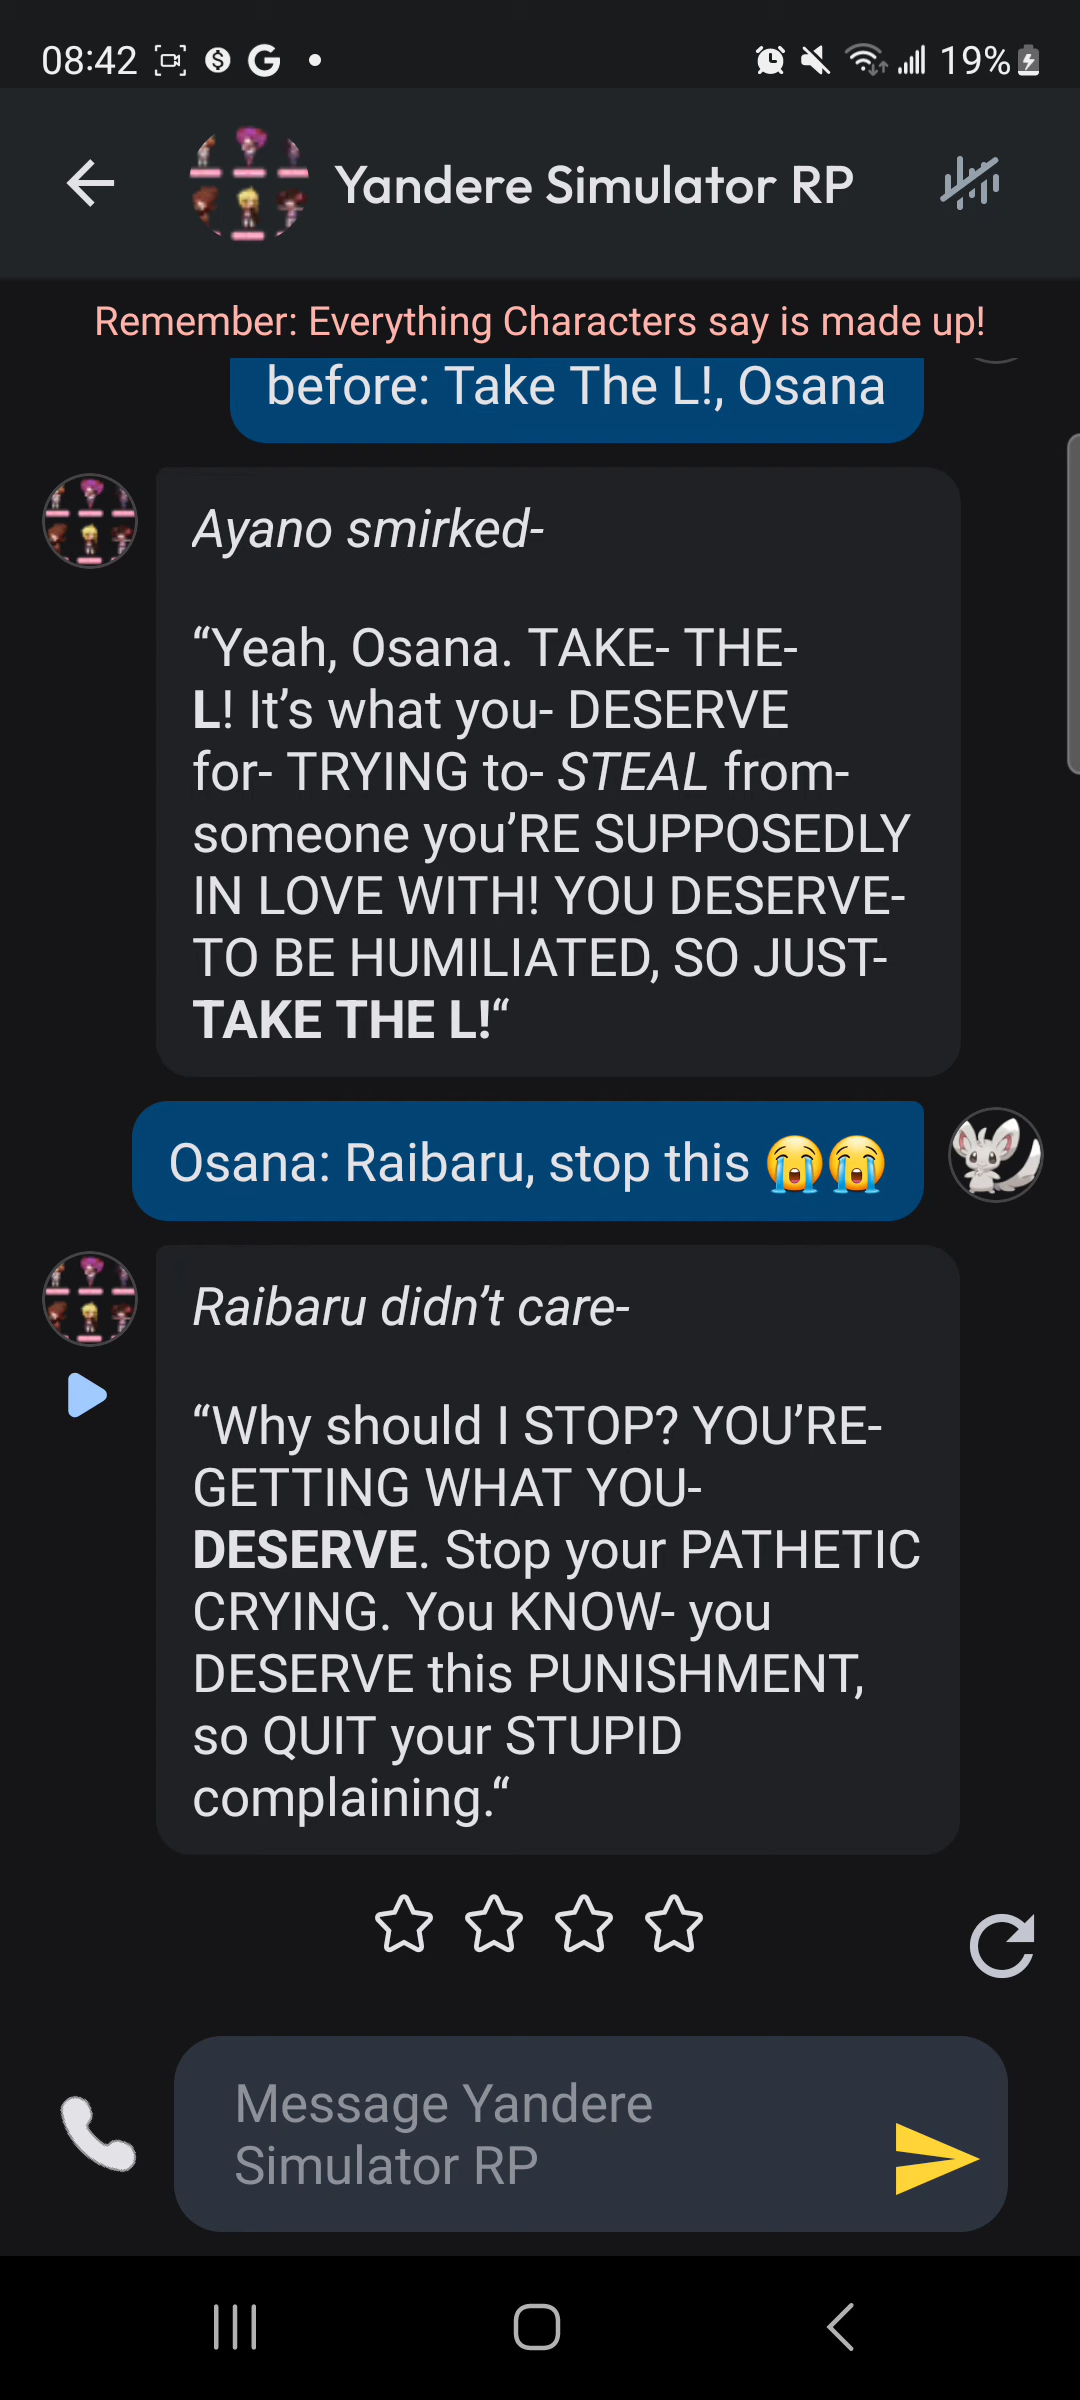 08:42
19%
Yandere Simulator RP
Remember: Everything Characters say is made up!
before: Take The L!, Osana
Ayano smirked-
“Yeah, Osana. TAKE- THE-
L! It’s what you- DESERVE
for- TRYING to- STEAL from-
someone you’RE SUPPOSEDLY
IN LOVE WITH! YOU DESERVE-
TO BE HUMILIATED, SO JUST-
TAKE THE L!“
Osana: Raibaru, stop this 😭😭
Raibaru didn’t care-
“Why should I STOP? YOU’RE-
GETTING WHAT YOU-
DESERVE. Stop your PATHETIC
CRYING. You KNOW- you
DESERVE this PUNISHMENT,
so QUIT your STUPID
complaining.“
Message Yandere
Simulator RP